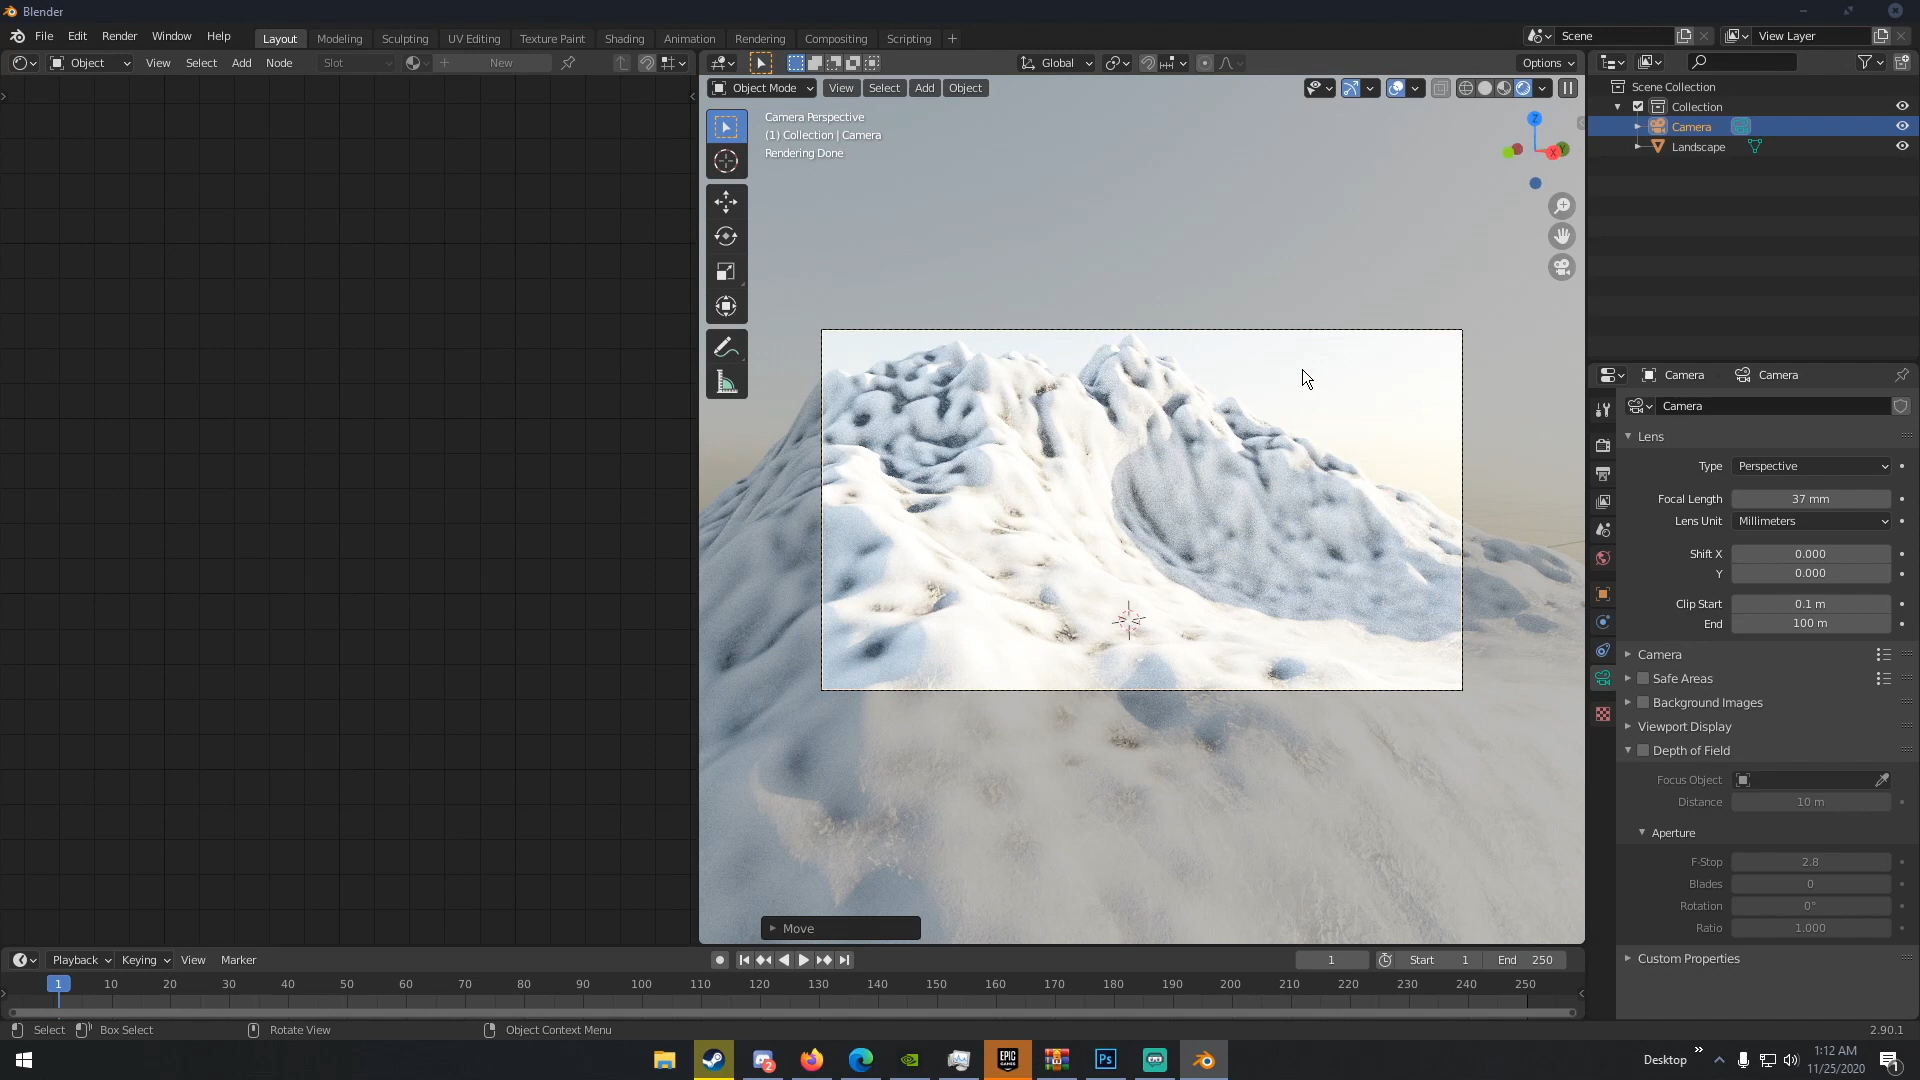 Blender
File Edit Render Window Help Layout Modeling Sculpting UV Editing Texture Paint Shading Animation Rendering Compositing Scripting + Scene View Layer
Object View Select Add Object Node Slot New Global Options
Object Mode View Select Add Object
Scene Collection
Collection
Camera
Landscape
Camera Perspective
(1) Collection | Camera
Rendering Done
Z
X
Y
Camera Camera
Camera
Lens
Type Perspective
Focal Length 37 mm
Lens Unit Millimeters
Shift X 0.000
Y 0.000
Clip Start 0.1 m
End 100 m
Camera
Safe Areas
Background Images
Viewport Display
Depth of Field
Focus Object
Distance 10 m
Aperture
F-Stop 2.8
Blades 0
Rotation 0°
Ratio 1.000
Custom Properties
Move
Playback Keying View Marker 1 Start 1 End 250
1 10 20 30 40 50 60 70 80 90 100 110 120 130 140 150 160 170 180 190 200 210 220 230 240 250
Select Box Select Rotate View Object Context Menu 2.90.1
2 EPIC GAMES Ps Desktop » 1:12 AM
11/25/2020 1